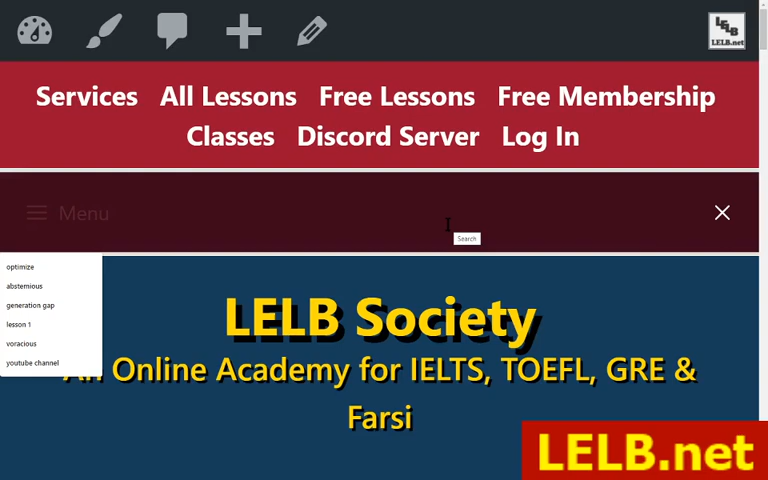 LELB
LELB.net
Services All Lessons Free Lessons Free Membership
Classes Discord Server Log In
Menu
Search
optimize
abstemious
generation gap
lesson 1
voracious
youtube channel
LELB Society
An Online Academy for IELTS, TOEFL, GRE &
Farsi
LELB.net